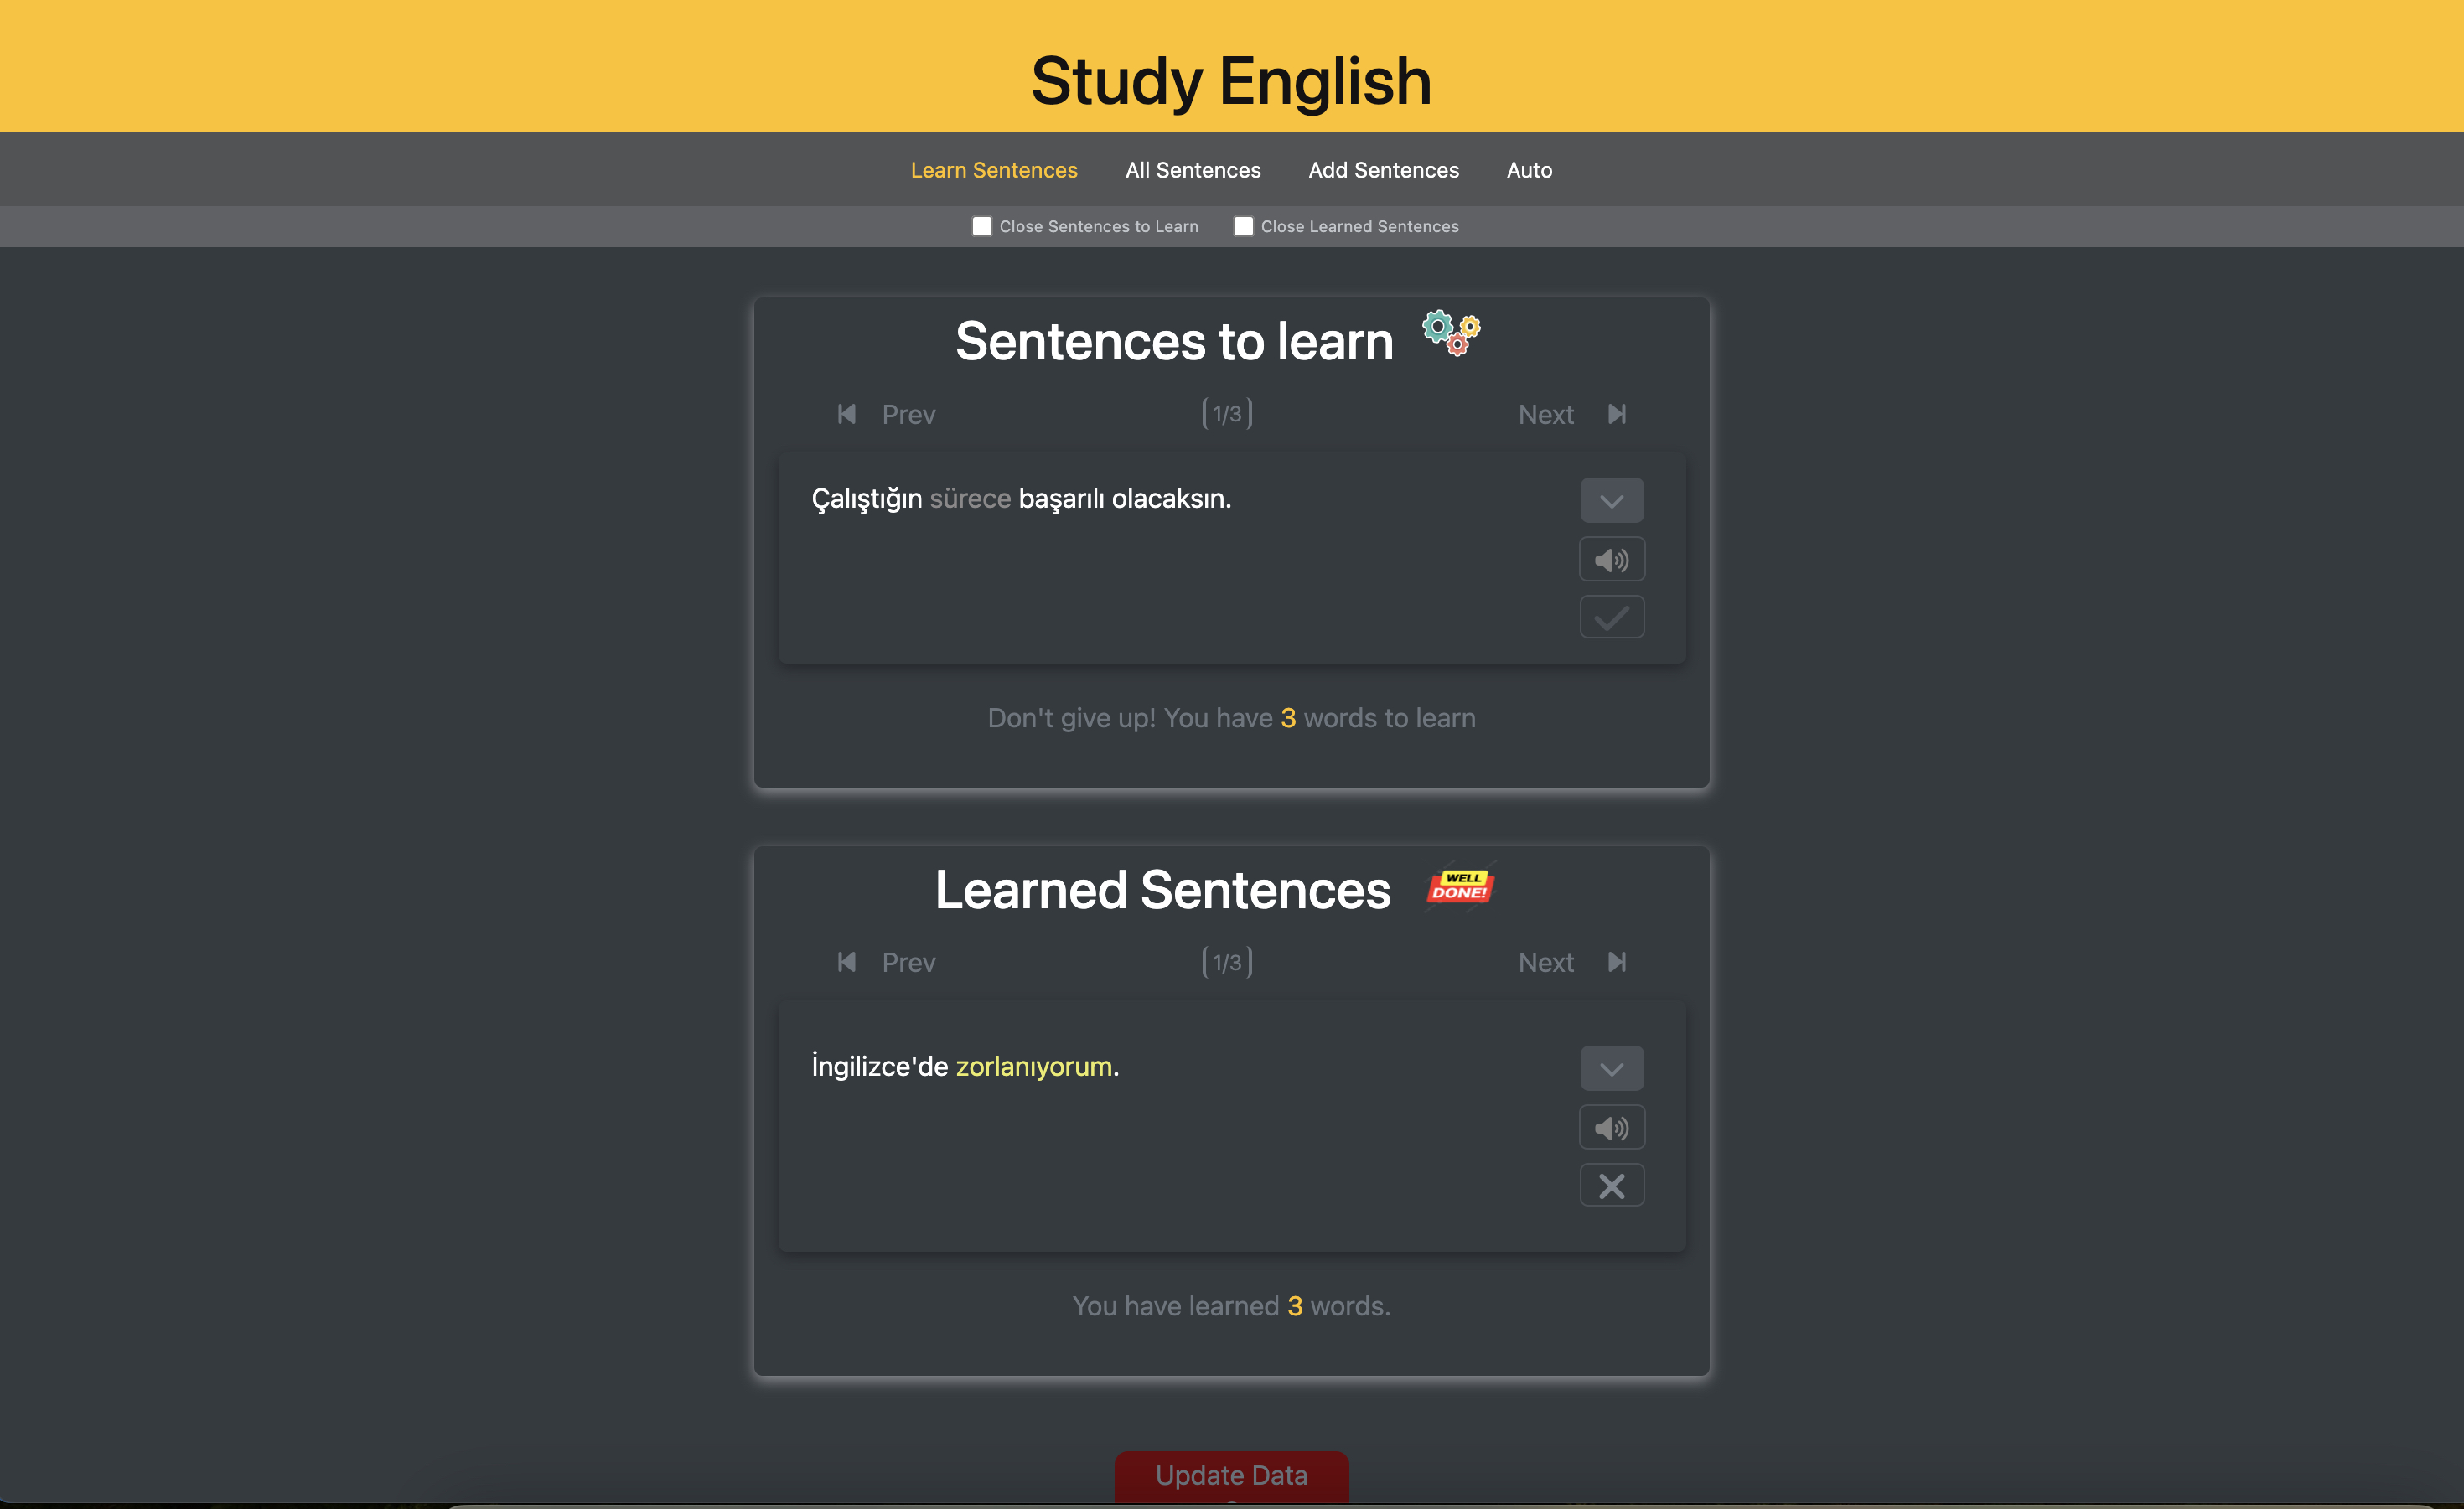 Study English
Learn Sentences All Sentences Add Sentences Auto
Close Sentences to Learn Close Learned Sentences
Sentences to learn
Prev (1/3) Next
Çalıştığın sürece başarılı olacaksın.
Don't give up! You have 3 words to learn
Learned Sentences WELL DONE!
Prev (1/3) Next
İngilizce'de zorlanıyorum.
You have learned 3 words.
Update Data